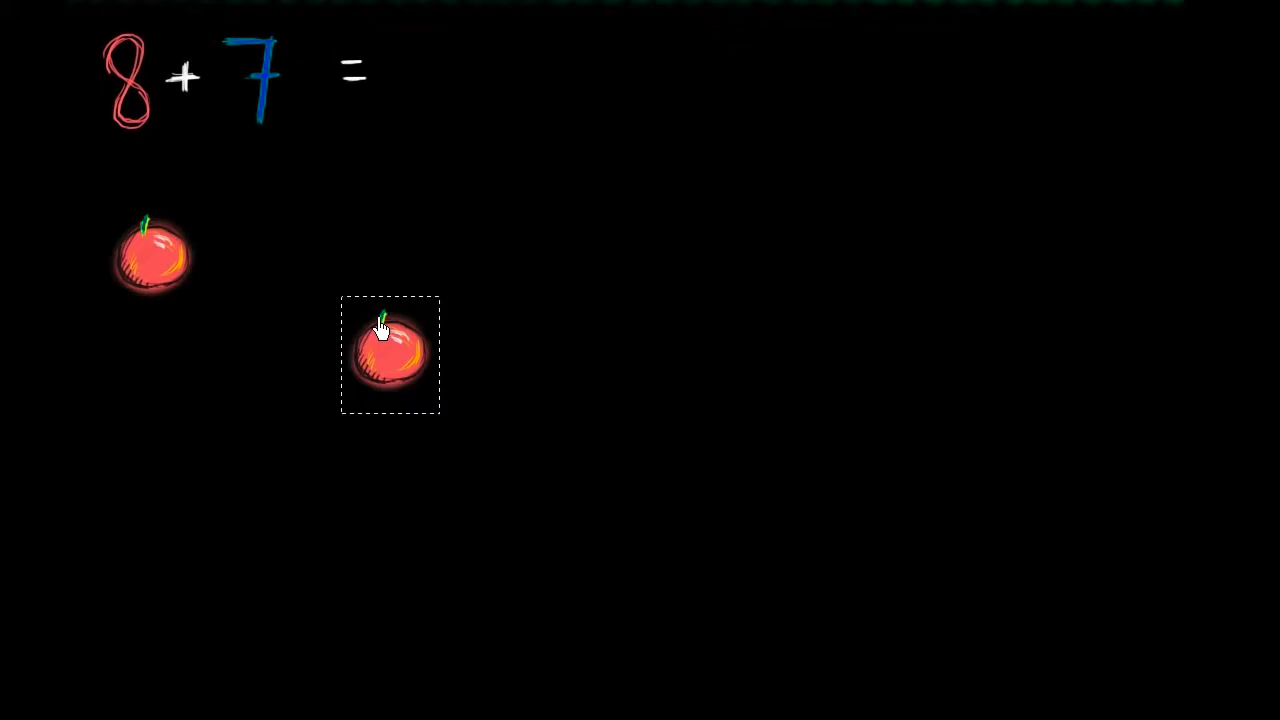 8 + 7 =